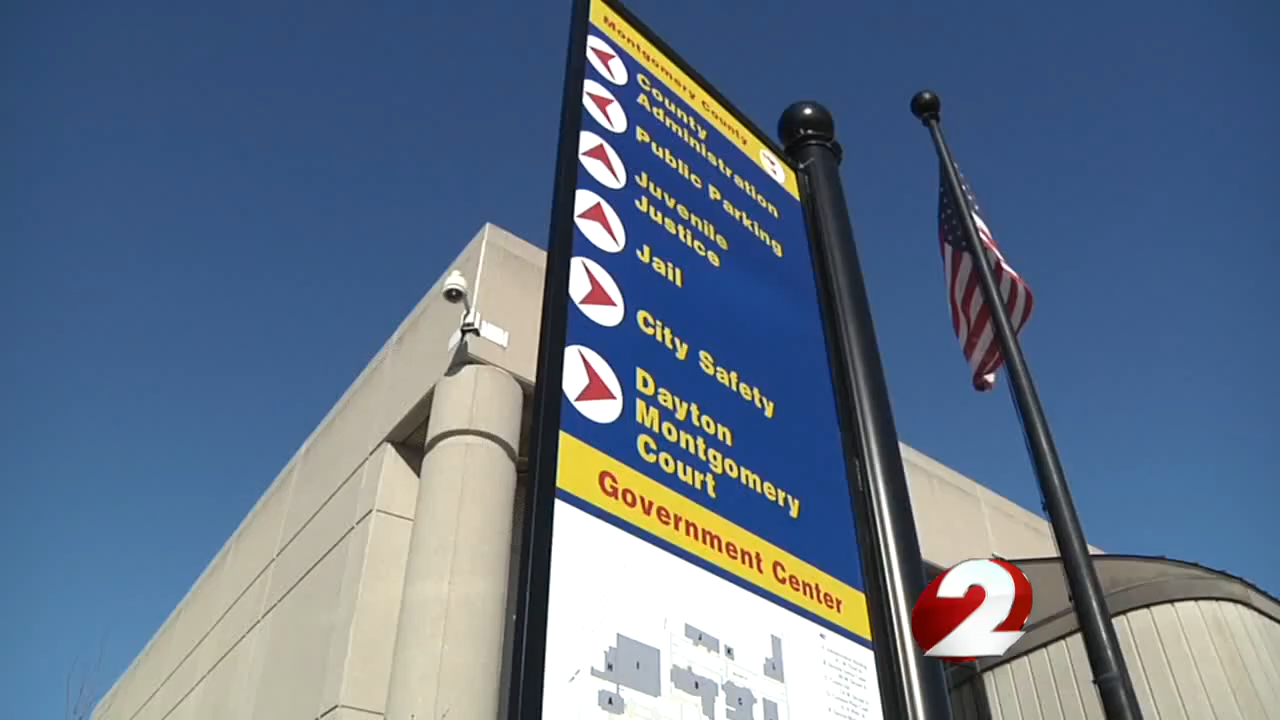 Montgomery County
County
Administration
Public Parking
Juvenile
Justice
Jail
City Safety
Dayton
Montgomery
Court
Government Center
2